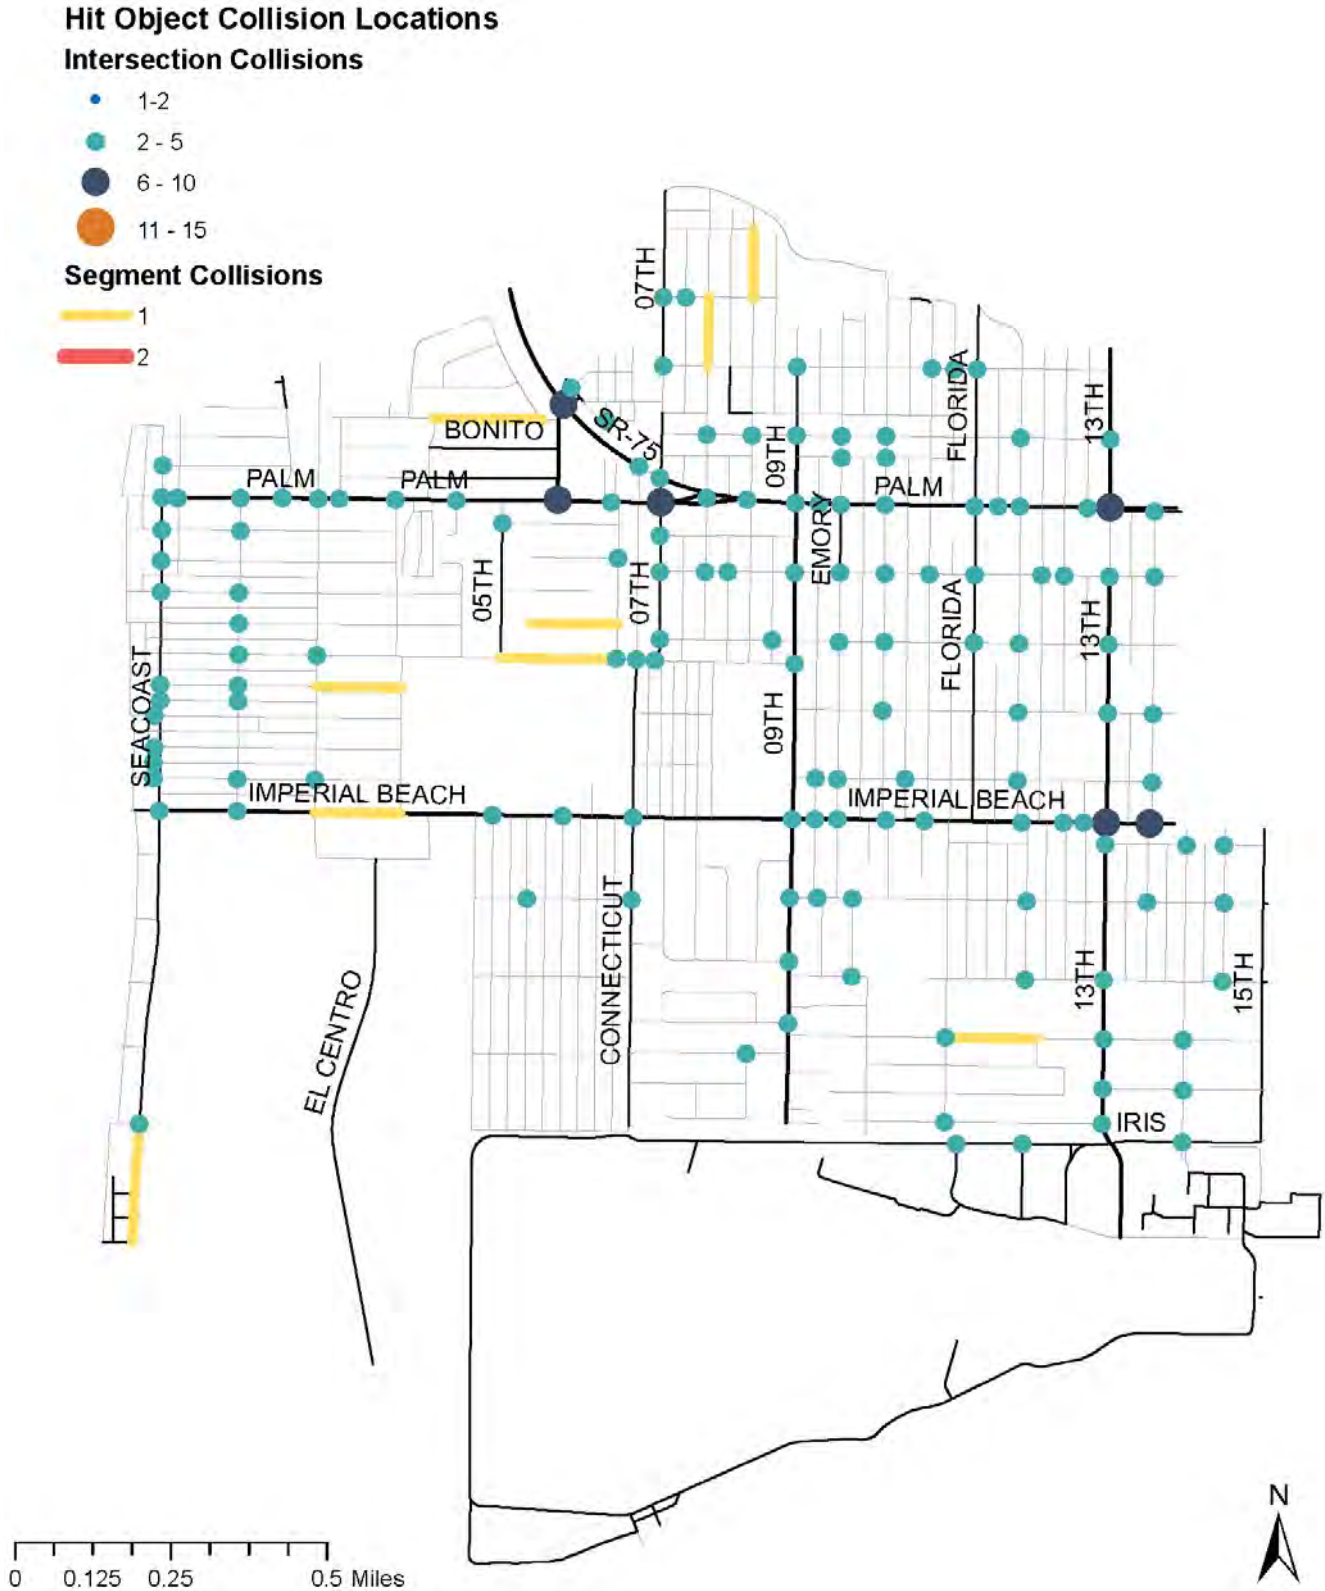 Hit Object Collision Locations
Intersection Collisions
1-2
2 - 5
6 - 10
11 - 15
Segment Collisions
1
2
07TH
FLORIDA
13TH
SR-75
BONITO
09TH
PALM
PALM
PALM
EMORY
05TH
07TH
FLORIDA
13TH
SEACOAST
09TH
IMPERIAL BEACH
IMPERIAL BEACH
CONNECTICUT
13TH
15TH
EL CENTRO
IRIS
N
0 0.125 0.25 0.5 Miles